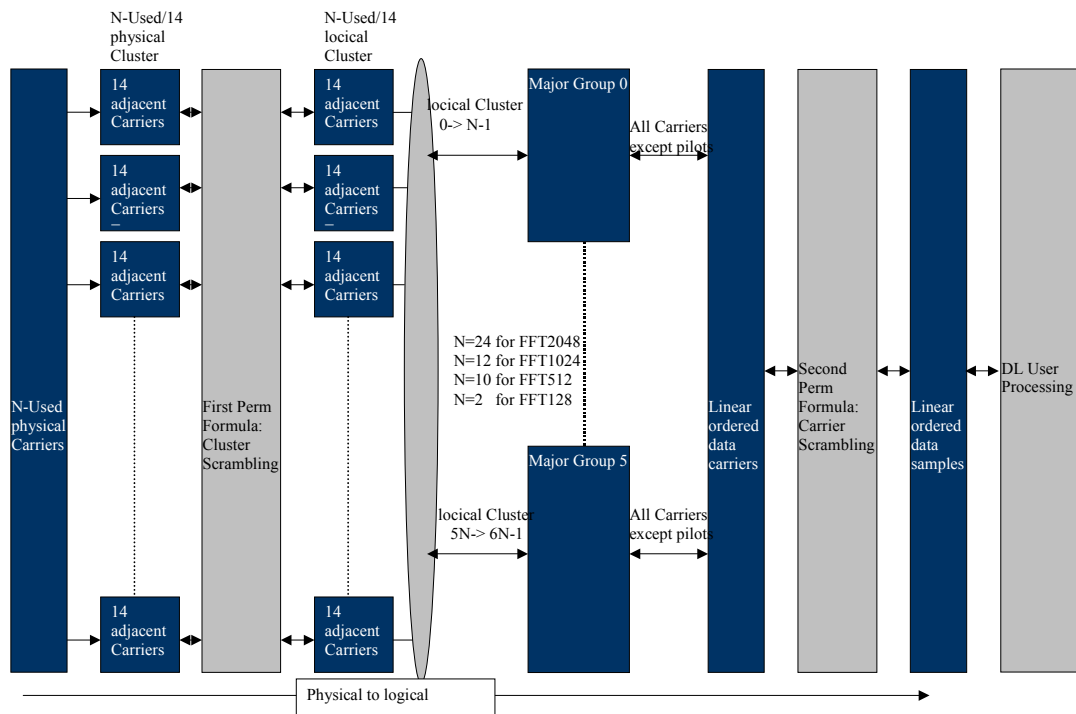 N-Used/14
physical
Cluster
N-Used/14
locical
Cluster
14
adjacent
Carriers
14
adjacent
Carriers
14
adjacent
Carriers
–
14
adjacent
Carriers
–
14
adjacent
Carriers
14
adjacent
Carriers
14
adjacent
Carriers
14
adjacent
Carriers
N-Used
physical
Carriers
First Perm
Formula:
Cluster
Scrambling
locical Cluster
0-> N-1
Major Group 0
All Carriers
except pilots
N=24 for FFT2048
N=12 for FFT1024
N=10 for FFT512
N=2 for FFT128
locical Cluster
5N-> 6N-1
Major Group 5
All Carriers
except pilots
Linear
ordered
data
carriers
Second
Perm
Formula:
Carrier
Scrambling
Linear
ordered
data
samples
DL User
Processing
Physical to logical